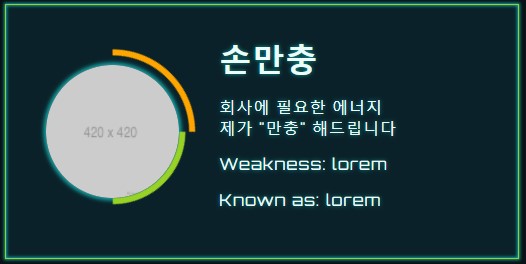 손만충
회사에 필요한 에너지
제가 "만충" 해드립니다
420 x 420
Weakness: lorem
Known as: lorem